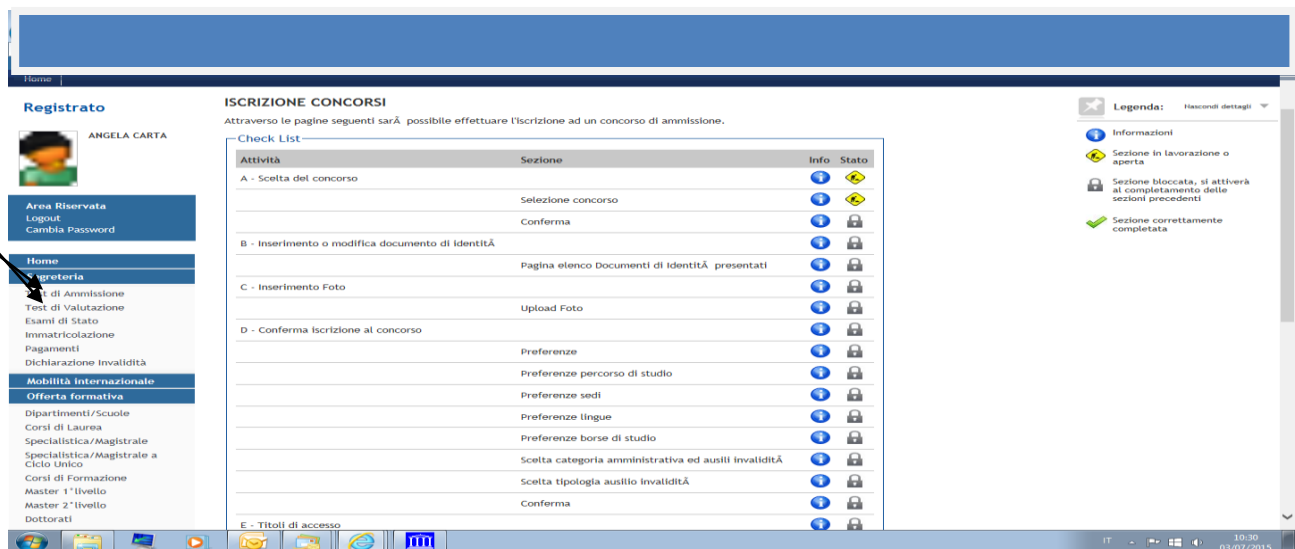 Home
Registrato
ANGELA CARTA
Area Riservata
Logout
Cambia Password
Home
Segreteria
Test di Ammissione
Test di Valutazione
Esami di Stato
Immatricolazione
Pagamenti
Dichiarazione Invalidità
Mobilità Internazionale
Offerta formativa
Dipartimenti/Scuole
Corsi di Laurea
Specialistica/Magistrale
Specialistica/Magistrale a
Ciclo Unico
Corsi di Formazione
Master 1°livello
Master 2°livello
Dottorati
ISCRIZIONE CONCORSI
Attraverso le pagine seguenti sarÃ possibile effettuare l'iscrizione ad un concorso di ammissione.
Check List
Attività Sezione Info Stato
A - Scelta del concorso
Selezione concorso
Conferma
B - Inserimento o modifica documento di identitÃ
Pagina elenco Documenti di IdentitÃ presentati
C - Inserimento Foto
Upload Foto
D - Conferma iscrizione al concorso
Preferenze
Preferenze percorso di studio
Preferenze sedi
Preferenze lingue
Preferenze borse di studio
Scelta categoria amministrativa ed ausili invaliditÃ
Scelta tipologia ausilio invaliditÃ
Conferma
E - Titoli di accesso
Legenda: Nascondi dettagli
Informazioni
Sezione in lavorazione o
aperta
Sezione bloccata, si attiverà
al completamento delle
sezioni precedenti
Sezione correttamente
completata
IT 10:30
03/07/2015